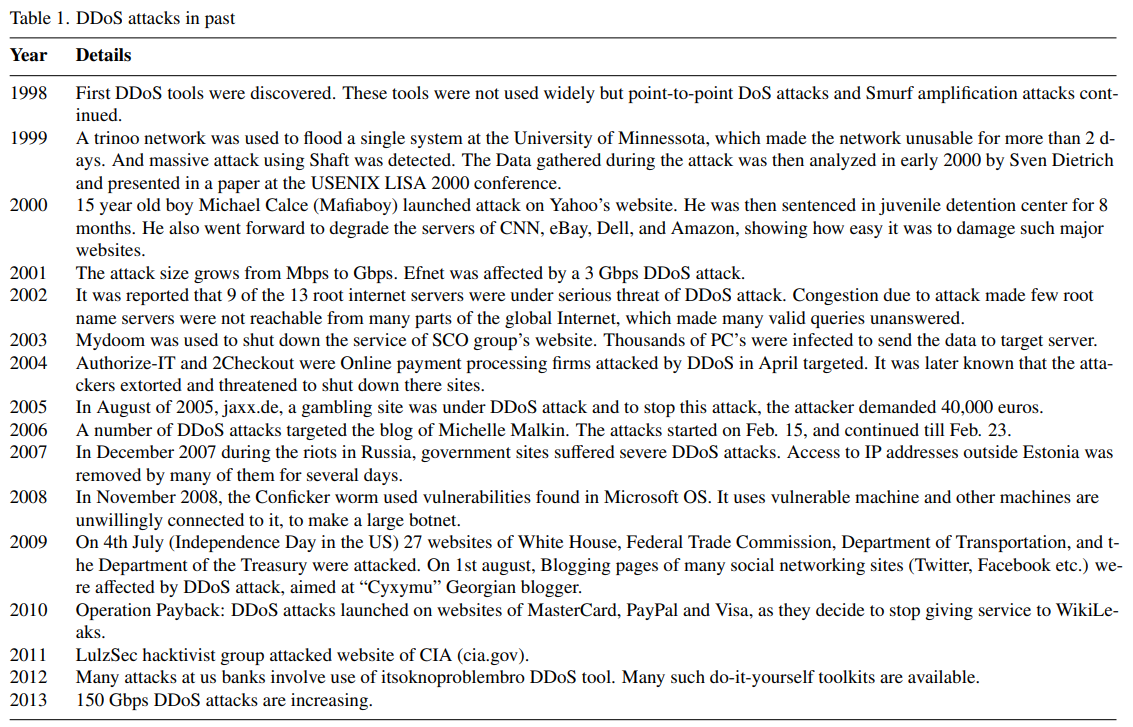 Table 1. DDoS attacks in past
Year Details
1998 First DDoS tools were discovered. These tools were not used widely but point-to-point DoS attacks and Smurf amplification attacks cont-
inued.
1999 A trinoo network was used to flood a single system at the University of Minnessota, which made the network unusable for more than 2 d-
ays. And massive attack using Shaft was detected. The Data gathered during the attack was then analyzed in early 2000 by Sven Dietrich
and presented in a paper at the USENIX LISA 2000 conference.
2000 15 year old boy Michael Calce (Mafiaboy) launched attack on Yahoo's website. He was then sentenced in juvenile detention center for 8
months. He also went forward to degrade the servers of CNN, eBay, Dell, and Amazon, showing how easy it was to damage such major
websites.
2001 The attack size grows from Mbps to Gbps. Efnet was affected by a 3 Gbps DDoS attack.
2002 It was reported that 9 of the 13 root internet servers were under serious threat of DDoS attack. Congestion due to attack made few root
name servers were not reachable from many parts of the global Internet, which made many valid queries unanswered.
2003 Mydoom was used to shut down the service of SCO group's website. Thousands of PC's were infected to send the data to target server.
2004 Authorize-IT and 2Checkout were Online payment processing firms attacked by DDoS in April targeted. It was later known that the atta-
ckers extorted and threatened to shut down there sites.
2005 In August of 2005, jaxx.de, a gambling site was under DDoS attack and to stop this attack, the attacker demanded 40,000 euros.
2006 A number of DDoS attacks targeted the blog of Michelle Malkin. The attacks started on Feb. 15, and continued till Feb. 23.
2007 In December 2007 during the riots in Russia, government sites suffered severe DDoS attacks. Access to IP addresses outside Estonia was
removed by many of them for several days.
2008 In November 2008, the Conficker worm used vulnerabilities found in Microsoft OS. It uses vulnerable machine and other machines are
unwillingly connected to it, to make a large botnet.
2009 On 4th July (Independence Day in the US) 27 websites of White House, Federal Trade Commission, Department of Transportation, and t-
he Department of the Treasury were attacked. On 1st august, Blogging pages of many social networking sites (Twitter, Facebook etc.) we-
re affected by DDoS attack, aimed at “Cyxymu” Georgian blogger.
2010 Operation Payback: DDoS attacks launched on websites of MasterCard, PayPal and Visa, as they decide to stop giving service to WikiLe-
aks.
2011 LulzSec hacktivist group attacked website of CIA (cia.gov).
2012 Many attacks at us banks involve use of itsoknoproblembro DDoS tool. Many such do-it-yourself toolkits are available.
2013 150 Gbps DDoS attacks are increasing.